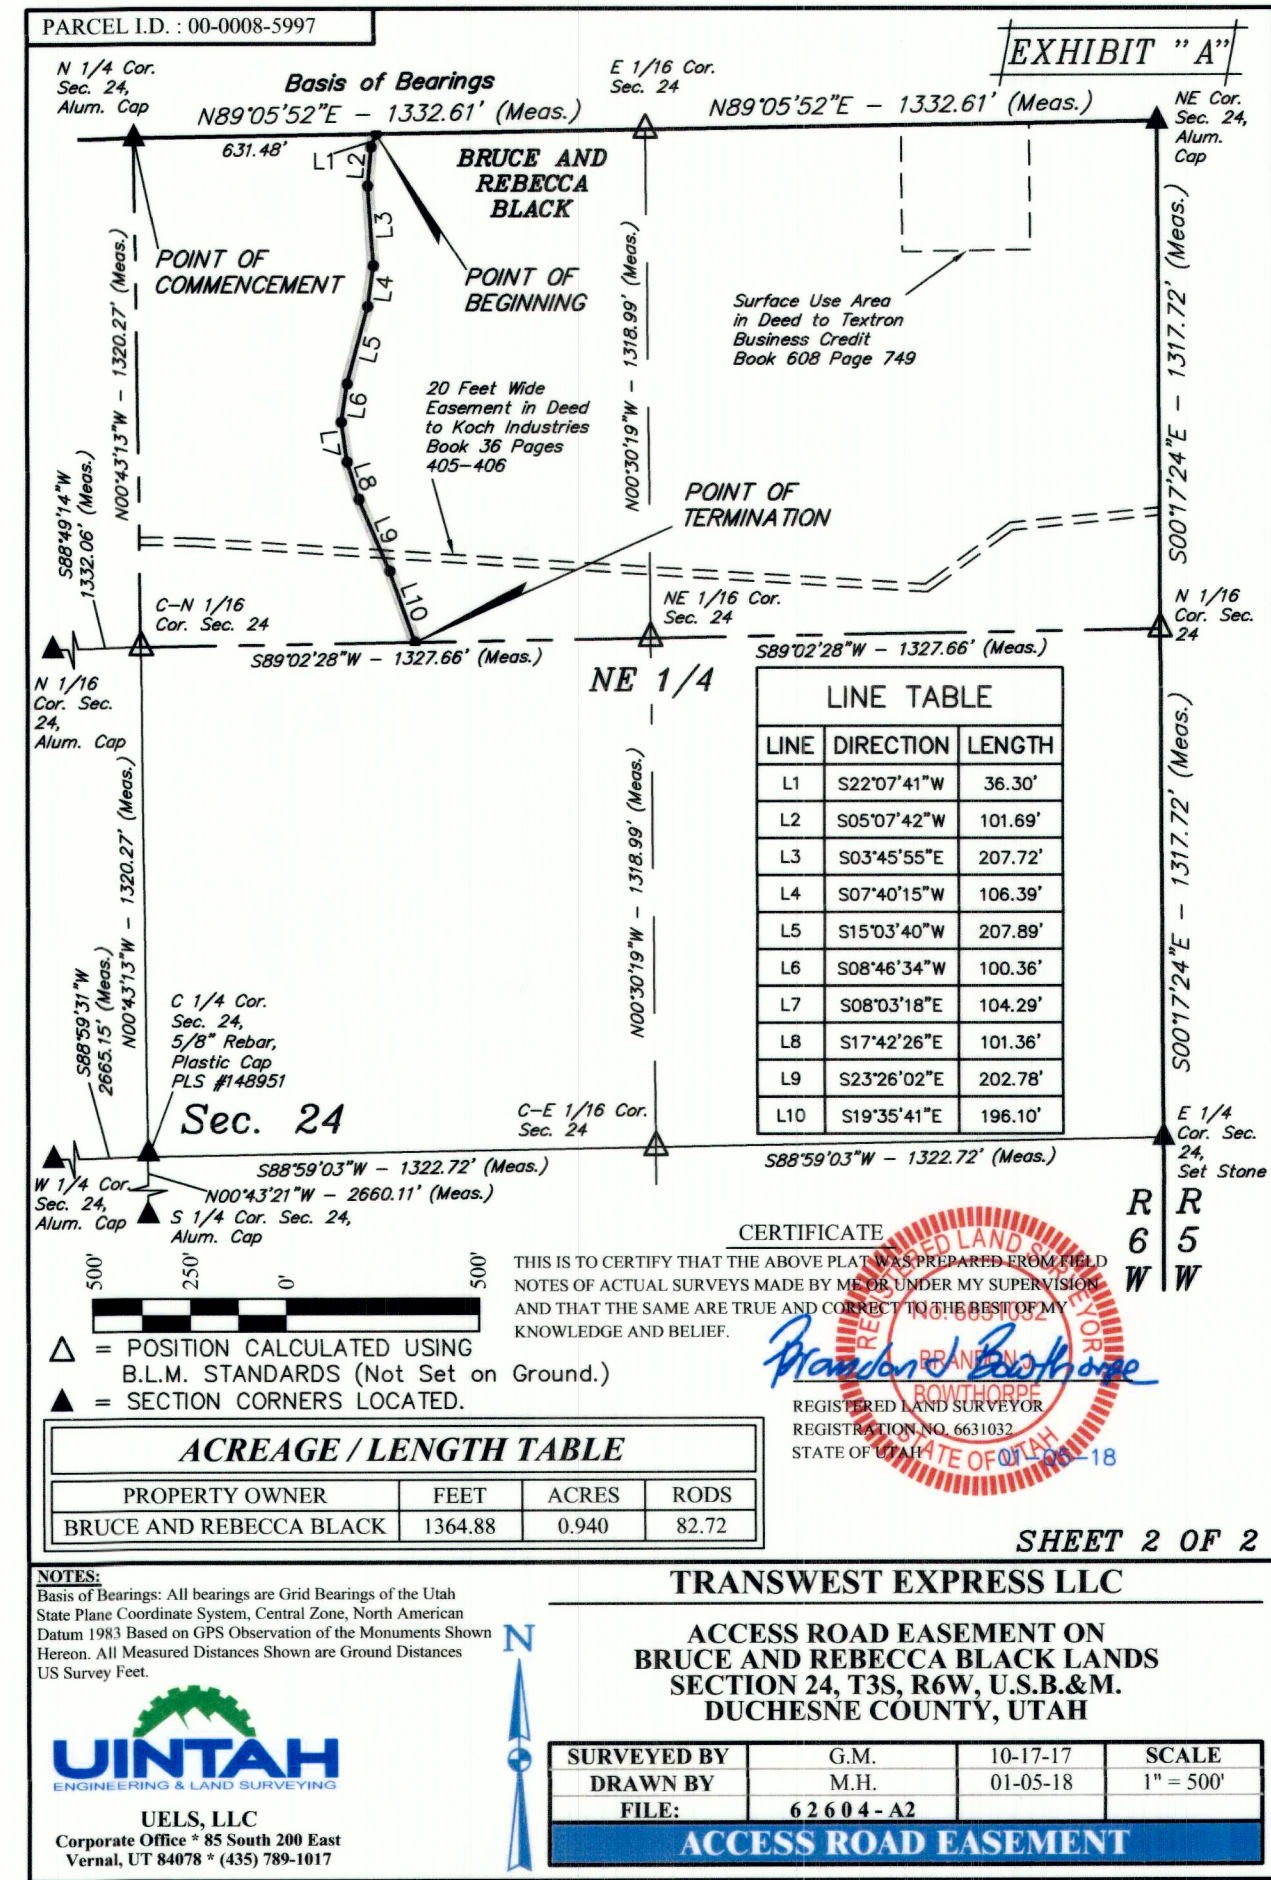 PARCEL I.D. : 00-0008-5997
EXHIBIT "A"
N 1/4 Cor.
Sec. 24,
Alum. Cap
Basis of Bearings
N89°05'52"E - 1332.61' (Meas.)
E 1/16 Cor.
Sec. 24
N89°05'52"E - 1332.61' (Meas.)
NE Cor.
Sec. 24,
Alum.
Cap
631.48'
L1
L2
L3
L4
L5
L6
L7
L8
L9
L10
BRUCE AND
REBECCA
BLACK
POINT OF
COMMENCEMENT
POINT OF
BEGINNING
N00°43'13"W - 1320.27' (Meas.)
N00°30'19"W - 1318.99' (Meas.)
S00°17'24"E - 1317.72' (Meas.)
Surface Use Area
in Deed to Textron
Business Credit
Book 608 Page 749
20 Feet Wide
Easement in Deed
to Koch Industries
Book 36 Pages
405-406
POINT OF
TERMINATION
S88°49'14"W
1332.06' (Meas.)
C-N 1/16
Cor. Sec. 24
NE 1/16 Cor.
Sec. 24
N 1/16
Cor. Sec.
24
S89°02'28"W - 1327.66' (Meas.)
S89°02'28"W - 1327.66' (Meas.)
N 1/16
Cor. Sec.
24,
Alum. Cap
NE 1/4
LINE TABLE
LINE DIRECTION LENGTH
L1 S22°07'41"W 36.30'
L2 S05°07'42"W 101.69'
L3 S03°45'55"E 207.72'
L4 S07°40'15"W 106.39'
L5 S15°03'40"W 207.89'
L6 S08°46'34"W 100.36'
L7 S08°03'18"E 104.29'
L8 S17°42'26"E 101.36'
L9 S23°26'02"E 202.78'
L10 S19°35'41"E 196.10'
N00°43'13"W - 1320.27' (Meas.)
N00°30'19"W - 1318.99' (Meas.)
S00°17'24"E - 1317.72' (Meas.)
S88°59'31"W
2665.15' (Meas.)
C 1/4 Cor.
Sec. 24,
5/8" Rebar,
Plastic Cap
PLS #148951
Sec. 24
C-E 1/16 Cor.
Sec. 24
E 1/4
Cor. Sec.
24,
Set Stone
S88°59'03"W - 1322.72' (Meas.)
S88°59'03"W - 1322.72' (Meas.)
W 1/4 Cor.
Sec. 24,
Alum. Cap
N00°43'21"W - 2660.11' (Meas.)
S 1/4 Cor. Sec. 24,
Alum. Cap
R R
6 5
W W
500' 250' 0' 500'
△ = POSITION CALCULATED USING
B.L.M. STANDARDS (Not Set on Ground.)
▲ = SECTION CORNERS LOCATED.
CERTIFICATE
THIS IS TO CERTIFY THAT THE ABOVE PLAT WAS PREPARED FROM FIELD
NOTES OF ACTUAL SURVEYS MADE BY ME OR UNDER MY SUPERVISION
AND THAT THE SAME ARE TRUE AND CORRECT TO THE BEST OF MY
KNOWLEDGE AND BELIEF.
REGISTERED LAND SURVEYOR
No. 6631032
BRANDON J.
BOWTHORPE
STATE OF UTAH
Brandon J Bowthorpe
REGISTERED LAND SURVEYOR
REGISTRATION NO. 6631032
STATE OF UTAH
01-05-18
ACREAGE / LENGTH TABLE
PROPERTY OWNER FEET ACRES RODS
BRUCE AND REBECCA BLACK 1364.88 0.940 82.72
SHEET 2 OF 2
NOTES:
Basis of Bearings: All bearings are Grid Bearings of the Utah
State Plane Coordinate System, Central Zone, North American
Datum 1983 Based on GPS Observation of the Monuments Shown
Hereon. All Measured Distances Shown are Ground Distances
US Survey Feet.
N
UINTAH
ENGINEERING & LAND SURVEYING
UELS, LLC
Corporate Office * 85 South 200 East
Vernal, UT 84078 * (435) 789-1017
TRANSWEST EXPRESS LLC
ACCESS ROAD EASEMENT ON
BRUCE AND REBECCA BLACK LANDS
SECTION 24, T3S, R6W, U.S.B.&M.
DUCHESNE COUNTY, UTAH
SURVEYED BY G.M. 10-17-17 SCALE
DRAWN BY M.H. 01-05-18 1" = 500'
FILE: 62604-A2
ACCESS ROAD EASEMENT